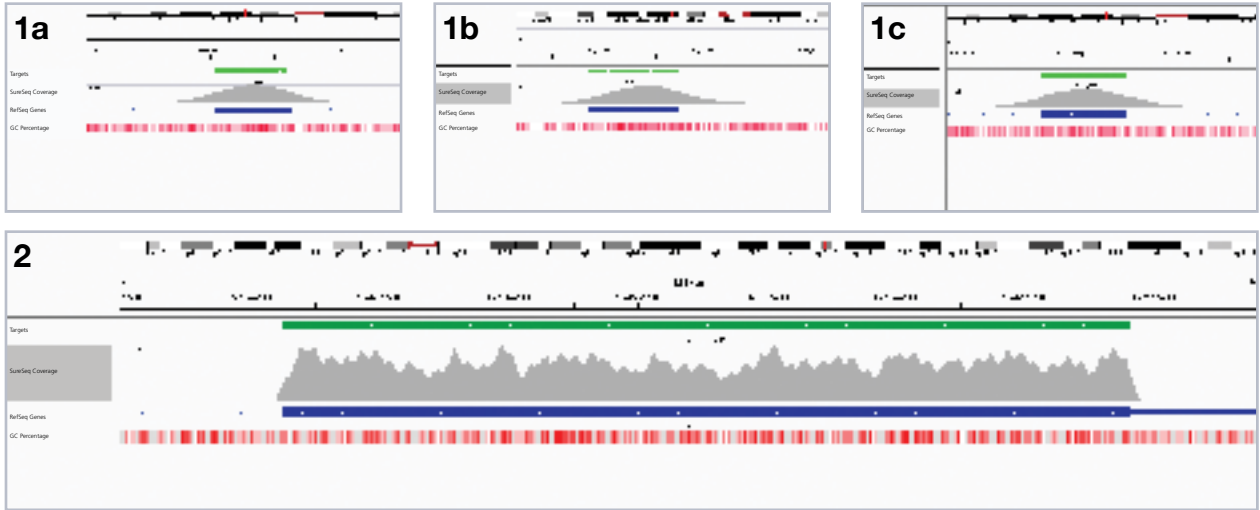 1a
Targets
SureSeq Coverage
RefSeq Genes
GC Percentage
1b
Targets
SureSeq Coverage
RefSeq Genes
GC Percentage
1c
Targets
SureSeq Coverage
RefSeq Genes
GC Percentage
2
Targets
SureSeq Coverage
RefSeq Genes
GC Percentage